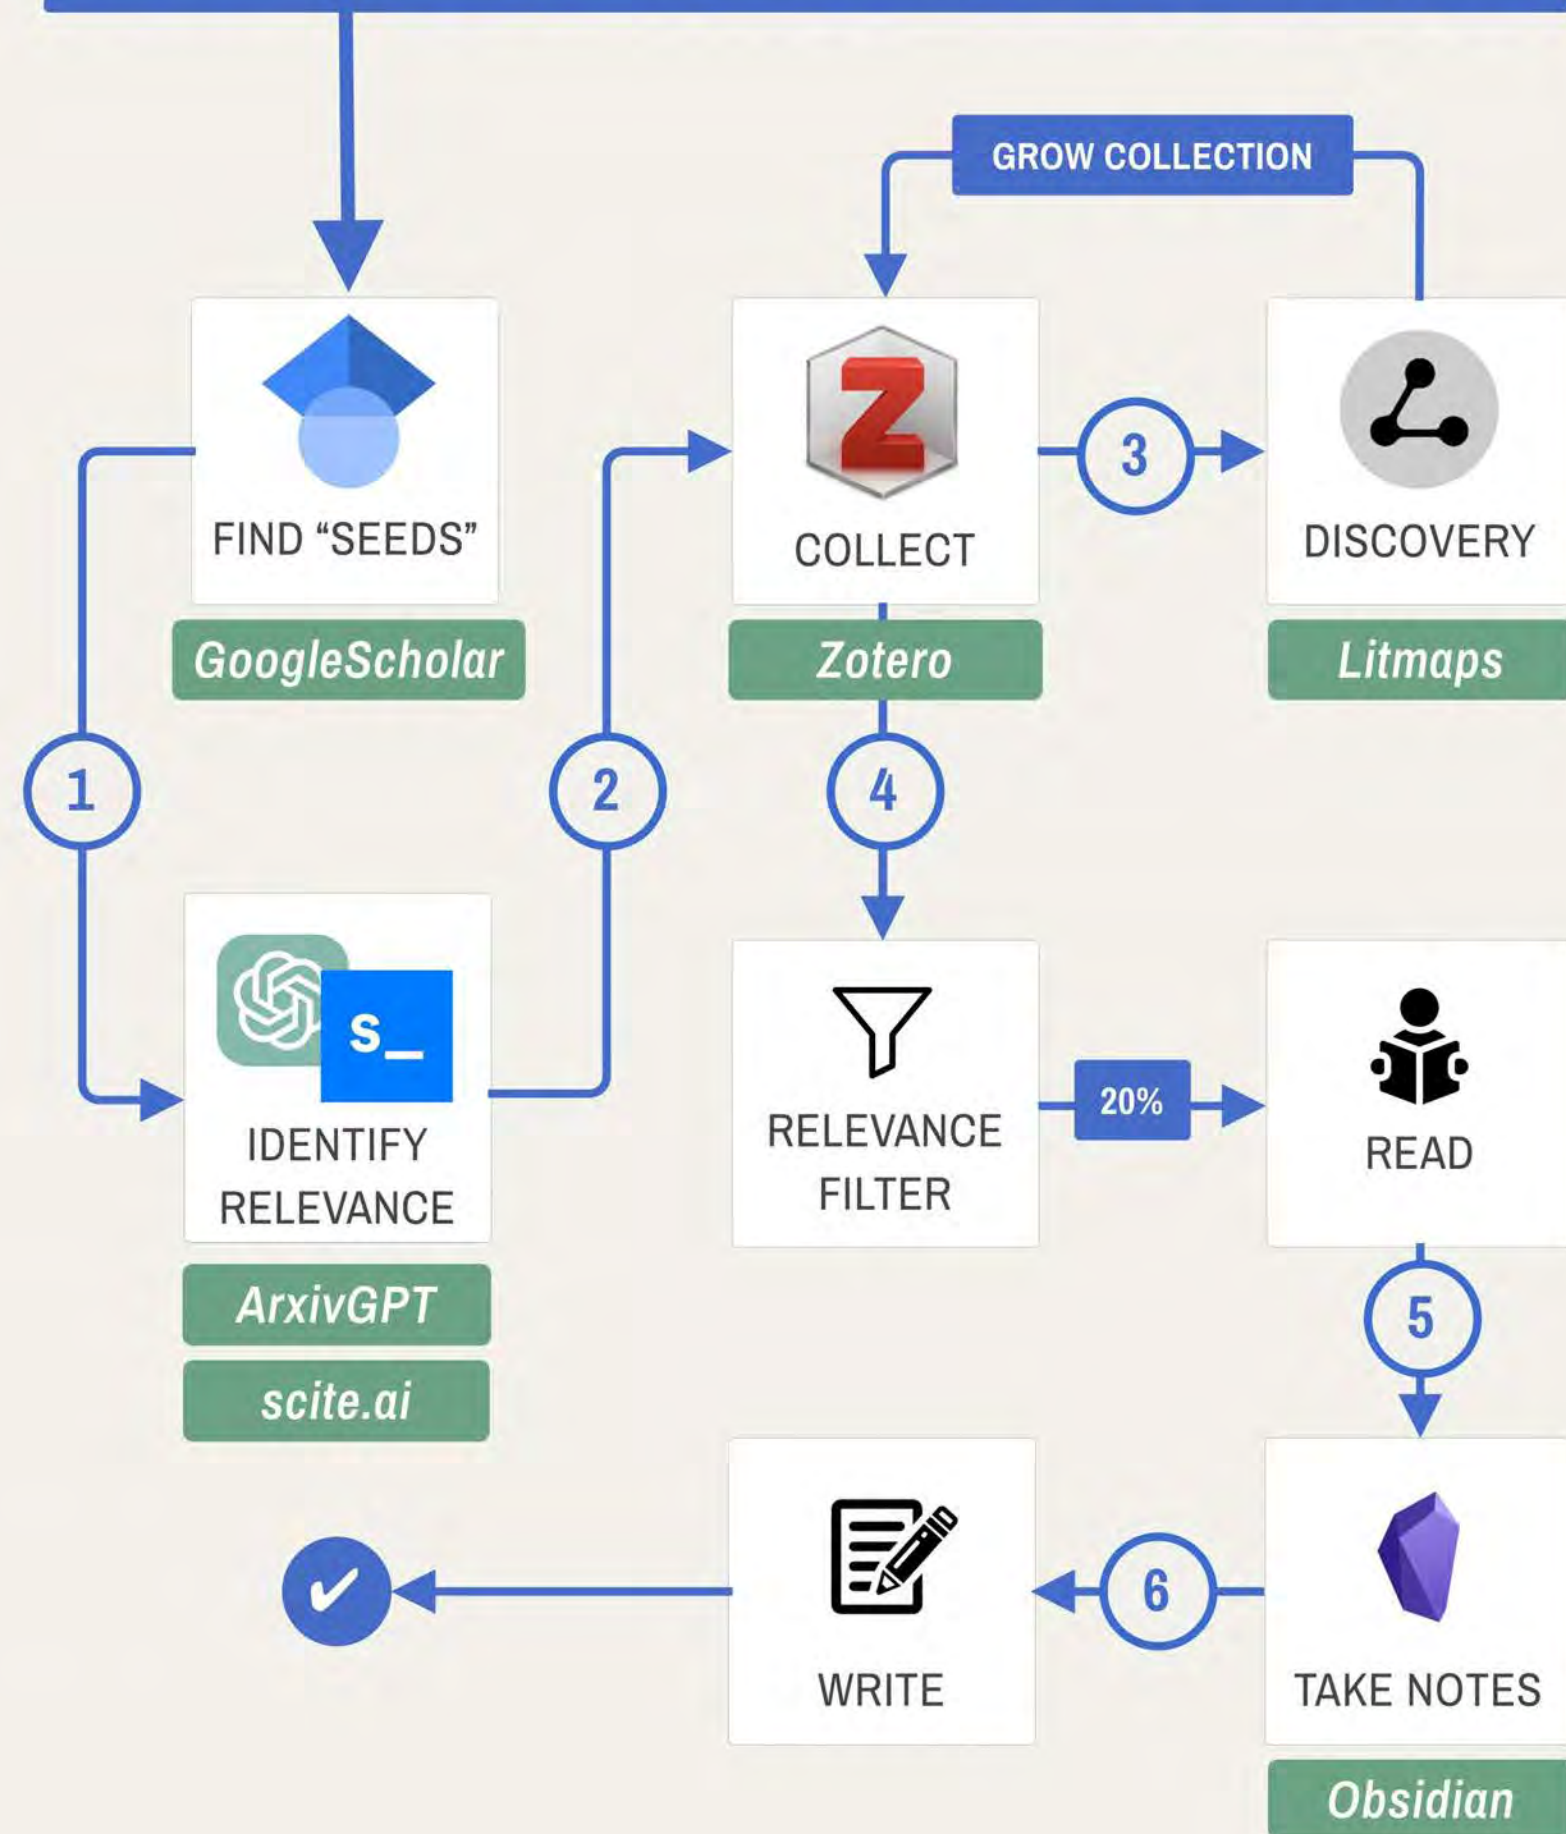 GROW COLLECTION
FIND “SEEDS”
GoogleScholar
Z
COLLECT
Zotero
3
DISCOVERY
Litmaps
1
2
4
s_
IDENTIFY
RELEVANCE
ArxivGPT
scite.ai
RELEVANCE
FILTER
20%
READ
5
WRITE
6
TAKE NOTES
Obsidian